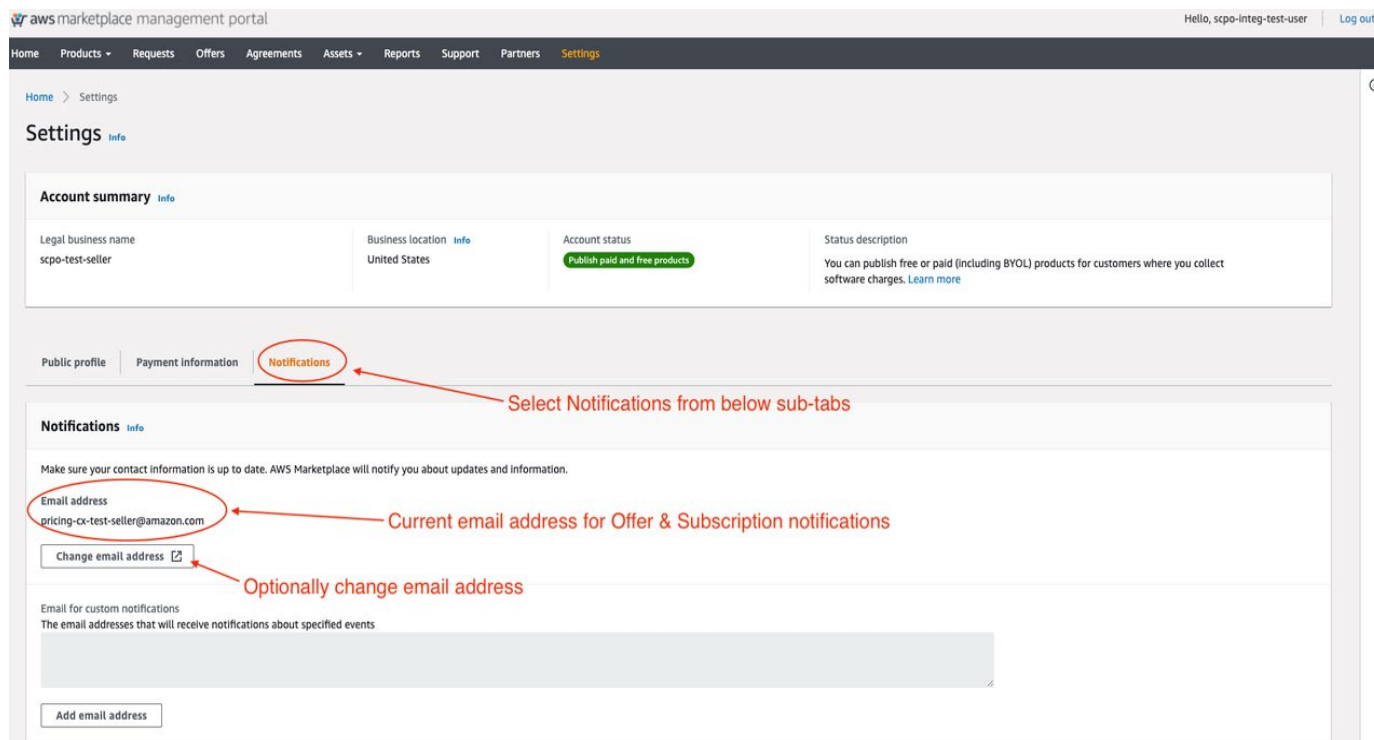 aws marketplace management portal
Hello, scpo-integ-test-user
Log out
Home Products Requests Offers Agreements Assets Reports Support Partners Settings
Home > Settings
Settings Info
Account summary Info
Legal business name
scpo-test-seller
Business location Info
United States
Account status
Publish paid and free products
Status description
You can publish free or paid (including BYOL) products for customers where you collect
software charges. Learn more
Public profile Payment information Notifications
Select Notifications from below sub-tabs
Notifications Info
Make sure your contact information is up to date. AWS Marketplace will notify you about updates and information.
Email address
pricing-cx-test-seller@amazon.com
Current email address for Offer & Subscription notifications
Change email address
Optionally change email address
Email for custom notifications
The email addresses that will receive notifications about specified events
Add email address